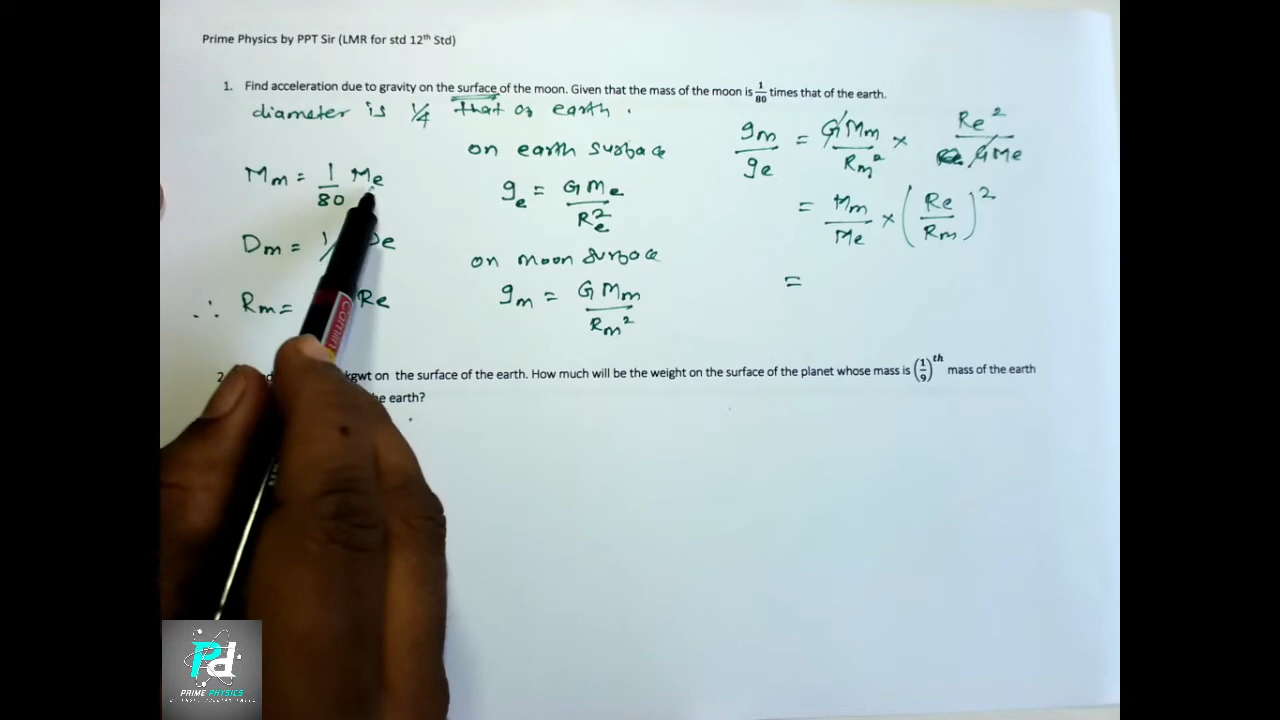 Prime Physics by PPT Sir (LMR for std 12th Std)
1. Find acceleration due to gravity on the surface of the moon. Given that the mass of the moon is 1/80 times that of the earth.
diameter is 1/4 that of earth.
Mm = 1/80 Me
Dm = 1/ De
∴ Rm = Re
on earth surface
ge = GMe/Re²
on moon surface
gm = GMm/Rm²
gm/ge = GMm/Rm² × Re²/GMe
= Mm/Me × (Re/Rm)²
=
2. kgwt on the surface of the earth. How much will be the weight on the surface of the planet whose mass is (1/9)th mass of the earth
earth?
Pd
PRIME PHYSICS